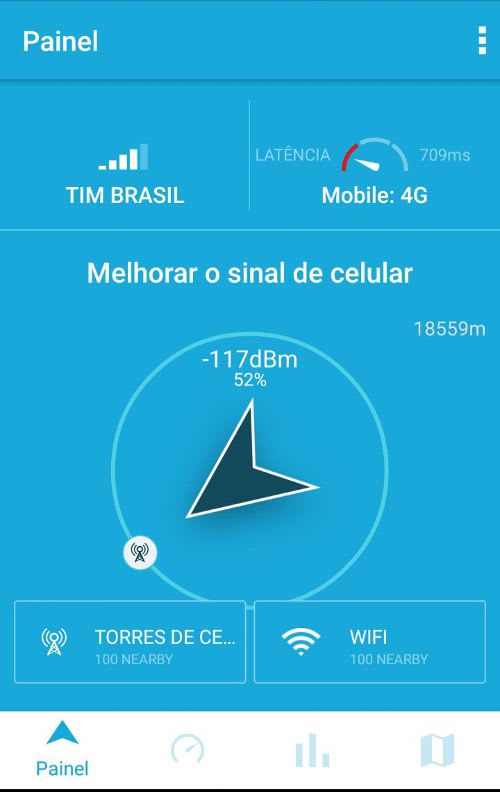 Painel
LATÊNCIA 709ms
TIM BRASIL
Mobile: 4G
Melhorar o sinal de celular
18559m
-117dBm
52%
TORRES DE CE...
100 NEARBY
WIFI
100 NEARBY
Painel